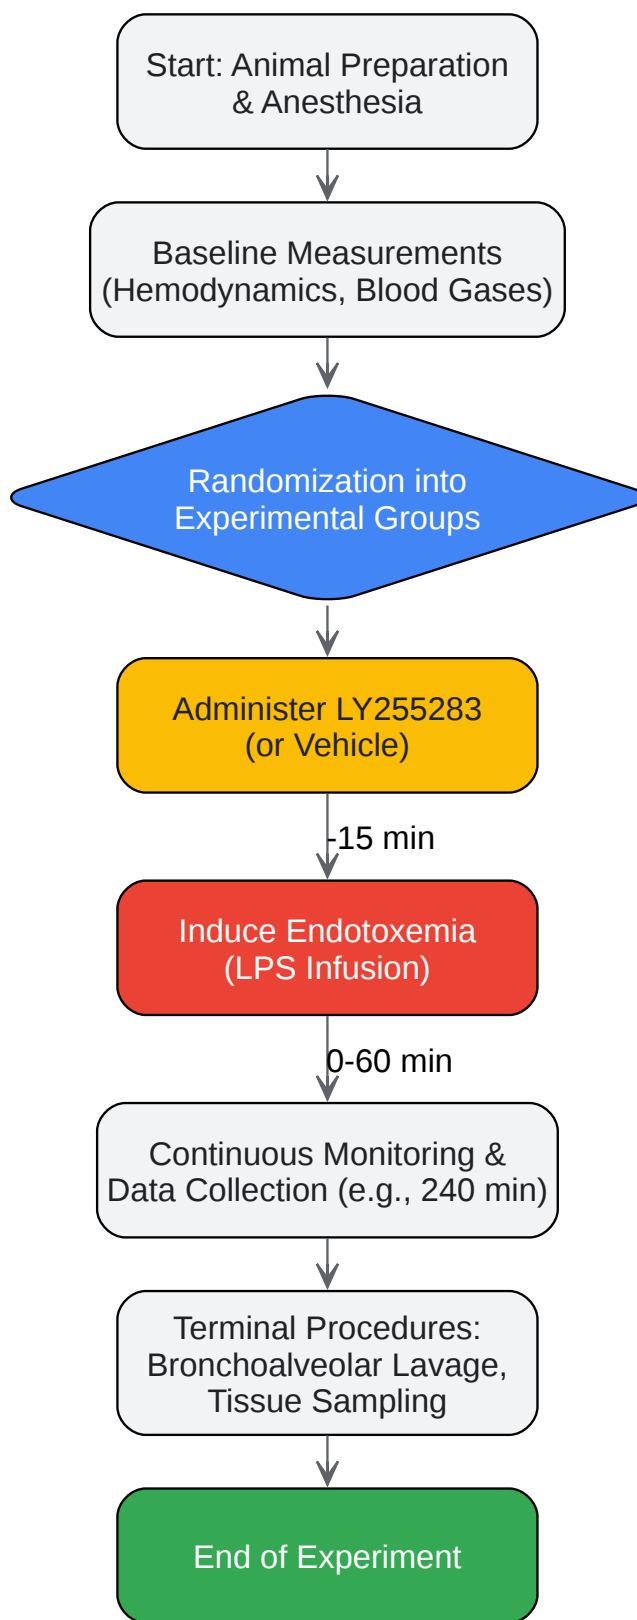 Start: Animal Preparation
& Anesthesia
Baseline Measurements
(Hemodynamics, Blood Gases)
Randomization into
Experimental Groups
Administer LY255283
(or Vehicle)
-15 min
Induce Endotoxemia
(LPS Infusion)
0-60 min
Continuous Monitoring &
Data Collection (e.g., 240 min)
Terminal Procedures:
Bronchoalveolar Lavage,
Tissue Sampling
End of Experiment